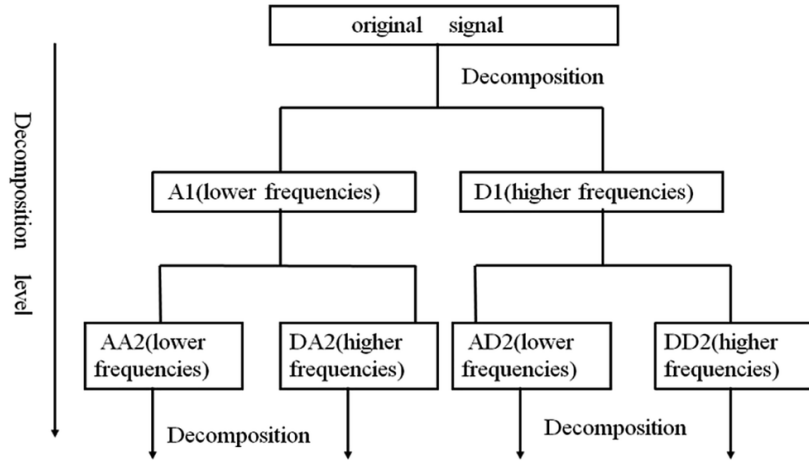 original signal
Decomposition
Decomposition level
A1(lower frequencies)
D1(higher frequencies)
AA2(lower
frequencies)
DA2(higher
frequencies)
AD2(lower
frequencies)
DD2(higher
frequencies)
Decomposition
Decomposition